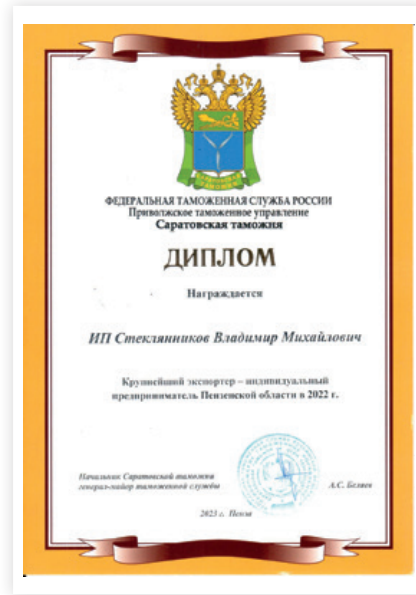 ФЕДЕРАЛЬНАЯ ТАМОЖЕННАЯ СЛУЖБА РОССИИ
Приволжское таможенное управление
Саратовская таможня
ДИПЛОМ
Награждается
ИП Стеклянников Владимир Михайлович
Крупнейший экспортер – индивидуальный
предприниматель Пензенской области в 2022 г.
Начальник Саратовской таможни
генерал-майор таможенной службы
А.С. Беляев
2023 г. Пенза